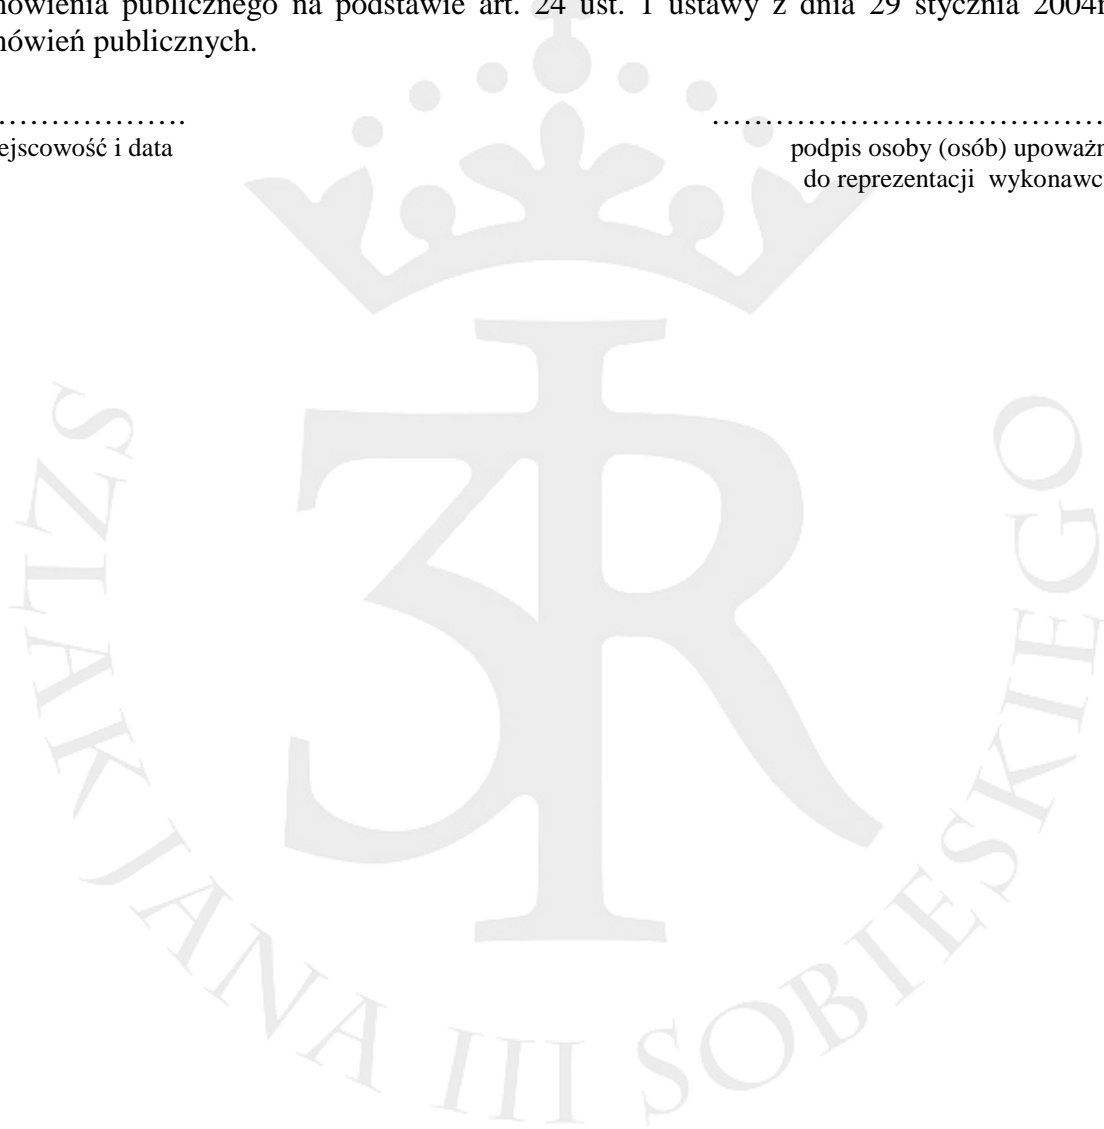 mówienia publicznego na podstawie art. 24 ust. 1 ustawy z dnia 29 stycznia 2004r
mówień publicznych.
……………………. ……………………………………
ejscowość i data podpis osoby (osób) upoważn
do reprezentacji wykonawc
3R
SZLAK JANA III SOBIESKIEGO